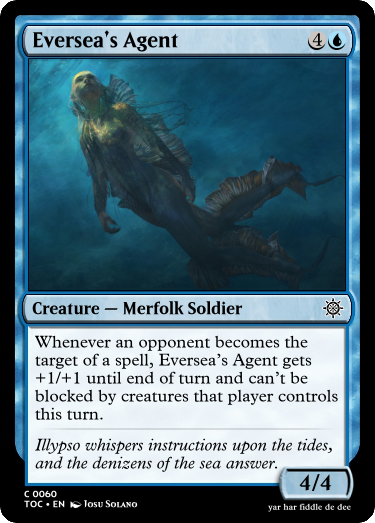 Eversea's Agent 4
Creature — Merfolk Soldier
Whenever an opponent becomes the
target of a spell, Eversea's Agent gets
+1/+1 until end of turn and can't be
blocked by creatures that player controls
this turn.
Illypso whispers instructions upon the tides,
and the denizens of the sea answer.
4/4
C 0060
TOC • EN Josu Solano
yar har fiddle de dee